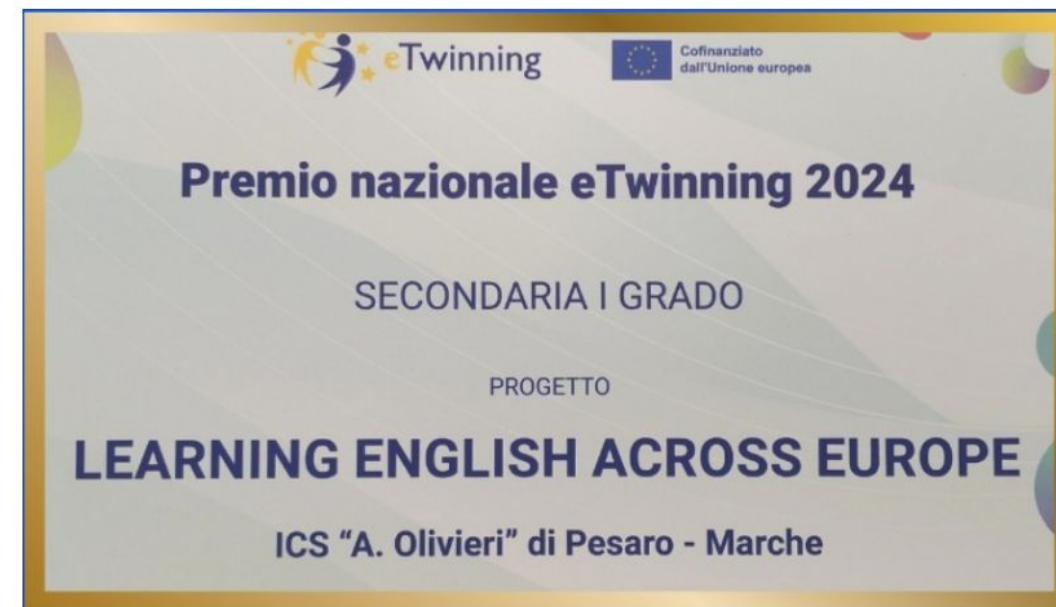 eTwinning
Cofinanziato
dall'Unione europea
Premio nazionale eTwinning 2024
SECONDARIA I GRADO
PROGETTO
LEARNING ENGLISH ACROSS EUROPE
ICS “A. Olivieri” di Pesaro - Marche